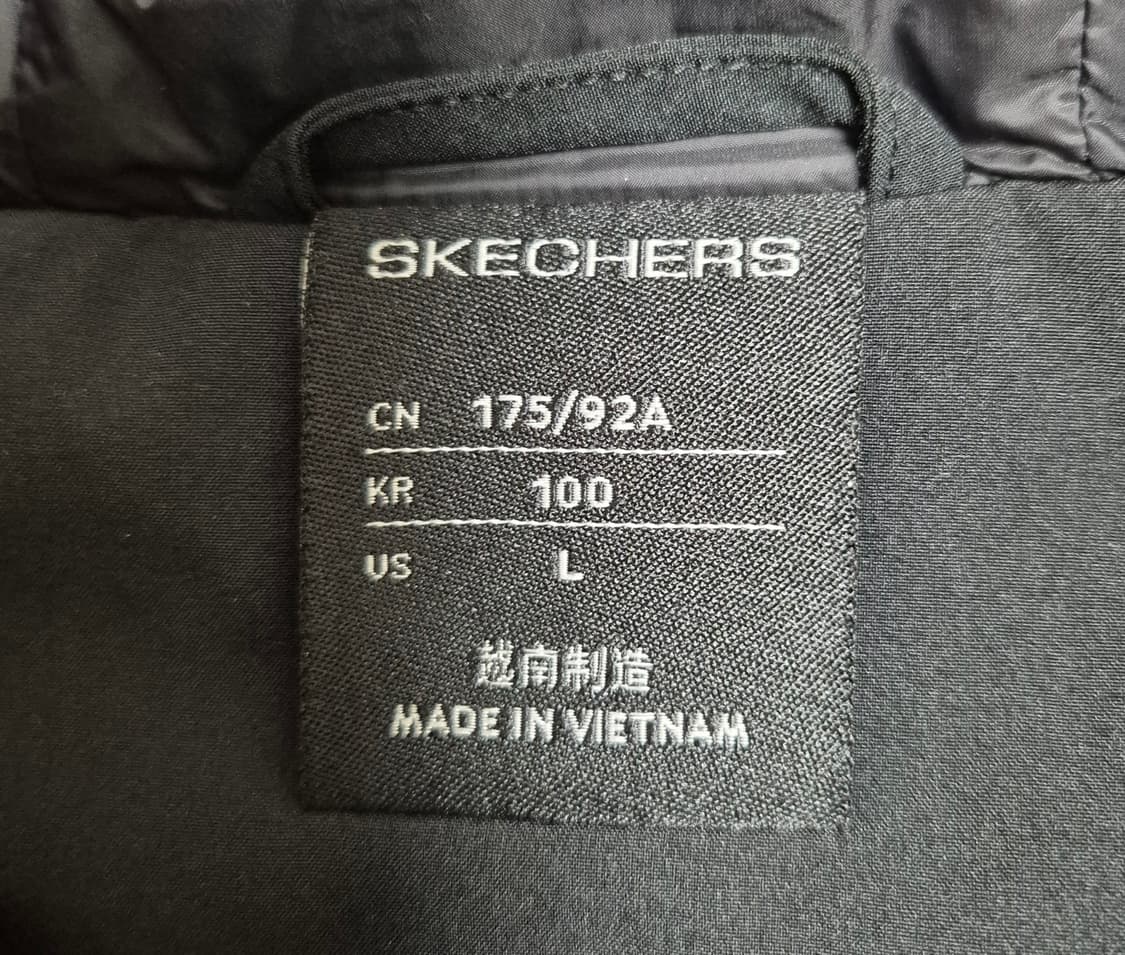 SKECHERS
CN 175/92A
KR 100
US L
越南制造
MADE IN VIETNAM